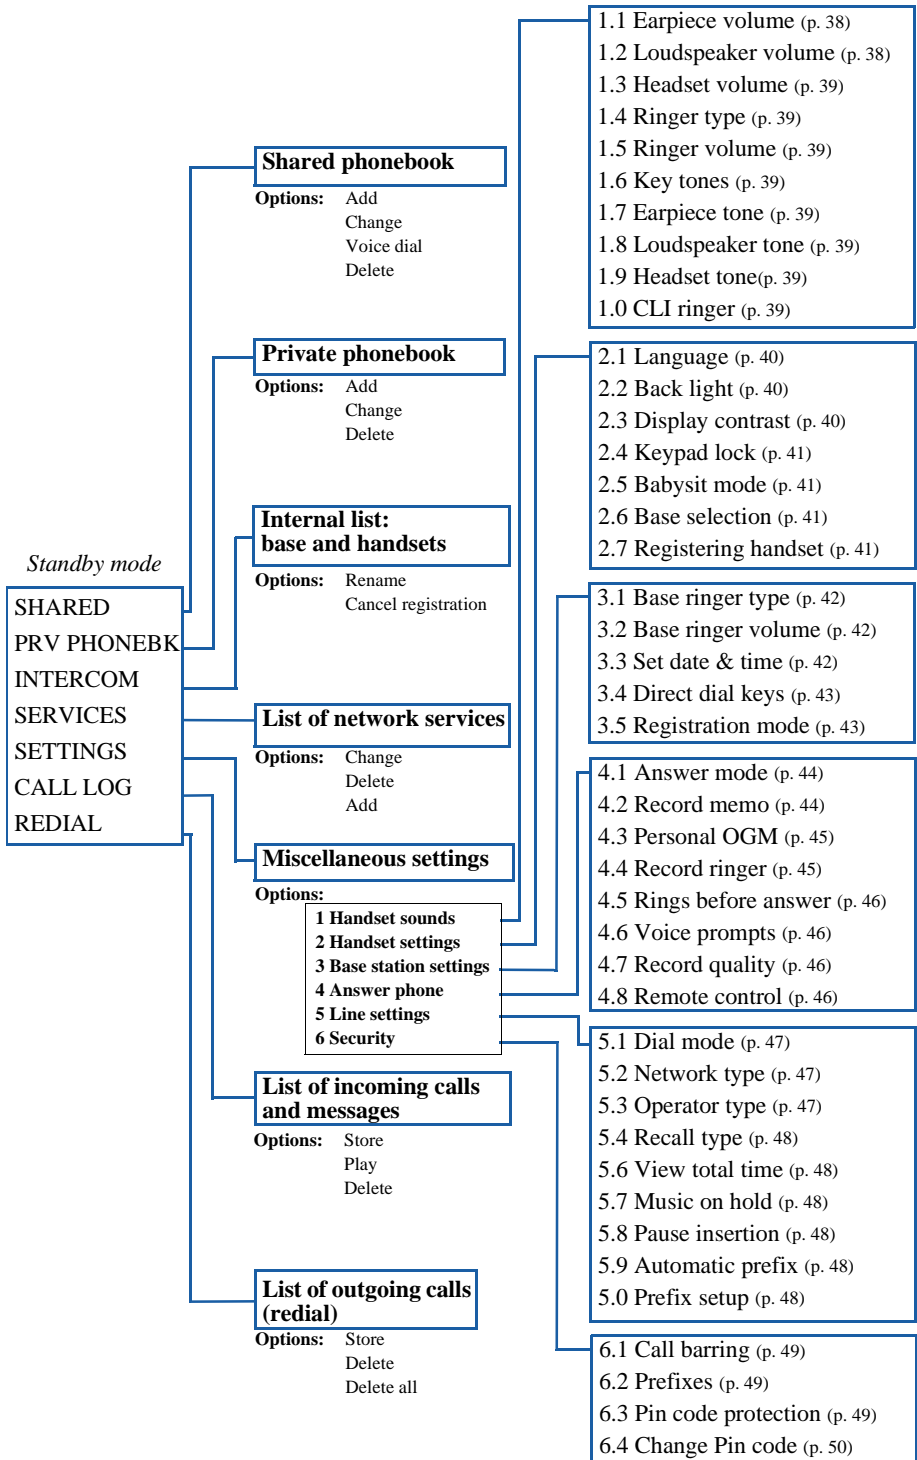 Standby mode
SHARED
PRV PHONEBK
INTERCOM
SERVICES
SETTINGS
CALL LOG
REDIAL
Shared phonebook
Options: Add
Change
Voice dial
Delete
Private phonebook
Options: Add
Change
Delete
Internal list:
base and handsets
Options: Rename
Cancel registration
List of network services
Options: Change
Delete
Add
Miscellaneous settings
Options:
1 Handset sounds
2 Handset settings
3 Base station settings
4 Answer phone
5 Line settings
6 Security
List of incoming calls
and messages
Options: Store
Play
Delete
List of outgoing calls
(redial)
Options: Store
Delete
Delete all
1.1 Earpiece volume (p. 38)
1.2 Loudspeaker volume (p. 38)
1.3 Headset volume (p. 39)
1.4 Ringer type (p. 39)
1.5 Ringer volume (p. 39)
1.6 Key tones (p. 39)
1.7 Earpiece tone (p. 39)
1.8 Loudspeaker tone (p. 39)
1.9 Headset tone(p. 39)
1.0 CLI ringer (p. 39)
2.1 Language (p. 40)
2.2 Back light (p. 40)
2.3 Display contrast (p. 40)
2.4 Keypad lock (p. 41)
2.5 Babysit mode (p. 41)
2.6 Base selection (p. 41)
2.7 Registering handset (p. 41)
3.1 Base ringer type (p. 42)
3.2 Base ringer volume (p. 42)
3.3 Set date & time (p. 42)
3.4 Direct dial keys (p. 43)
3.5 Registration mode (p. 43)
4.1 Answer mode (p. 44)
4.2 Record memo (p. 44)
4.3 Personal OGM (p. 45)
4.4 Record ringer (p. 45)
4.5 Rings before answer (p. 46)
4.6 Voice prompts (p. 46)
4.7 Record quality (p. 46)
4.8 Remote control (p. 46)
5.1 Dial mode (p. 47)
5.2 Network type (p. 47)
5.3 Operator type (p. 47)
5.4 Recall type (p. 48)
5.6 View total time (p. 48)
5.7 Music on hold (p. 48)
5.8 Pause insertion (p. 48)
5.9 Automatic prefix (p. 48)
5.0 Prefix setup (p. 48)
6.1 Call barring (p. 49)
6.2 Prefixes (p. 49)
6.3 Pin code protection (p. 49)
6.4 Change Pin code (p. 50)